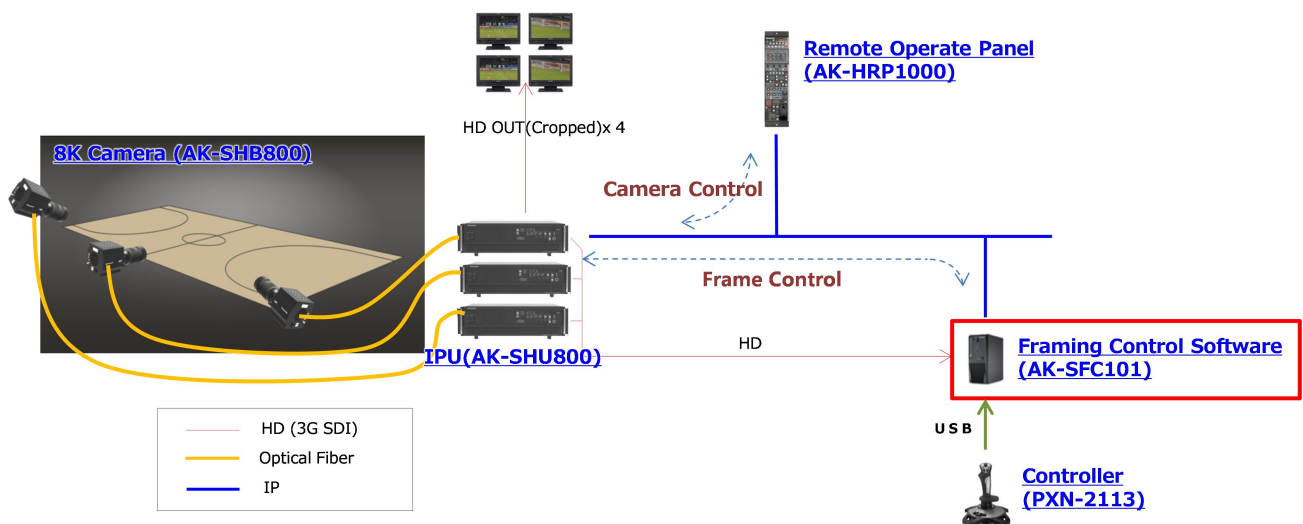 Remote Operate Panel
(AK-HRP1000)
HD OUT(Cropped)x 4
8K Camera (AK-SHB800)
Camera Control
Frame Control
HD
IPU(AK-SHU800)
Framing Control Software
(AK-SFC101)
USB
HD (3G SDI)
Optical Fiber
IP
Controller
(PXN-2113)